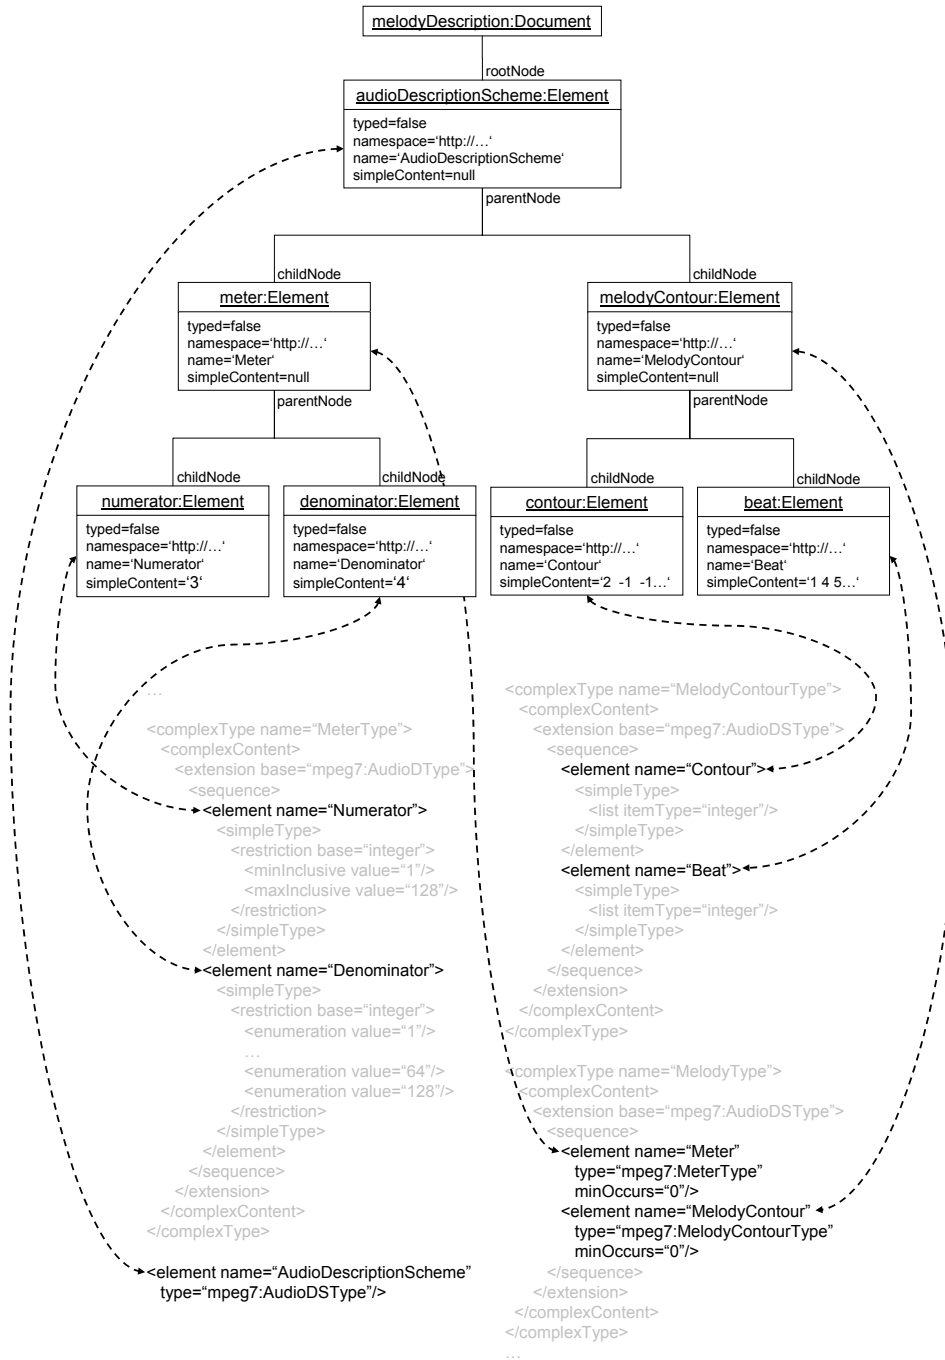 melodyDescription:Document
rootNode
audioDescriptionScheme:Element
typed=false
namespace=‘http://…‘
name=‘AudioDescriptionScheme‘
simpleContent=null
parentNode
childNode
meter:Element
typed=false
namespace=‘http://…‘
name=‘Meter‘
simpleContent=null
parentNode
childNode
melodyContour:Element
typed=false
namespace=‘http://…‘
name=‘MelodyContour‘
simpleContent=null
parentNode
childNode
numerator:Element
typed=false
namespace=‘http://…‘
name=‘Numerator‘
simpleContent=‘3‘
childNode
denominator:Element
typed=false
namespace=‘http://…‘
name=‘Denominator‘
simpleContent=‘4‘
childNode
contour:Element
typed=false
namespace=‘http://…‘
name=‘Contour‘
simpleContent=‘2 -1 -1…‘
childNode
beat:Element
typed=false
namespace=‘http://…‘
name=‘Beat‘
simpleContent=‘1 4 5…‘
…
<complexType name=“MeterType”>
<complexContent>
<extension base=“mpeg7:AudioDType”>
<sequence>
<element name=“Numerator”>
<simpleType>
<restriction base=“integer”>
<minInclusive value=“1”/>
<maxInclusive value=“128”/>
</restriction>
</simpleType>
</element>
<element name=“Denominator”>
<simpleType>
<restriction base=“integer”>
<enumeration value=“1”/>
…
<enumeration value=“64”/>
<enumeration value=“128”/>
</restriction>
</simpleType>
</element>
</sequence>
</extension>
</complexContent>
</complexType>
<element name=“AudioDescriptionScheme”
type=“mpeg7:AudioDSType”/>
<complexType name=“MelodyContourType”>
<complexContent>
<extension base=“mpeg7:AudioDSType”>
<sequence>
<element name=“Contour”>
<simpleType>
<list itemType=“integer”/>
</simpleType>
</element>
<element name=“Beat”>
<simpleType>
<list itemType=“integer”/>
</simpleType>
</element>
</sequence>
</extension>
</complexContent>
</complexType>
<complexType name=“MelodyType”>
<complexContent>
<extension base=“mpeg7:AudioDSType”>
<sequence>
<element name=“Meter”
type=“mpeg7:MeterType”
minOccurs=“0”/>
<element name=“MelodyContour”
type=“mpeg7:MelodyContourType”
minOccurs=“0”/>
</sequence>
</extension>
</complexContent>
</complexType>
…